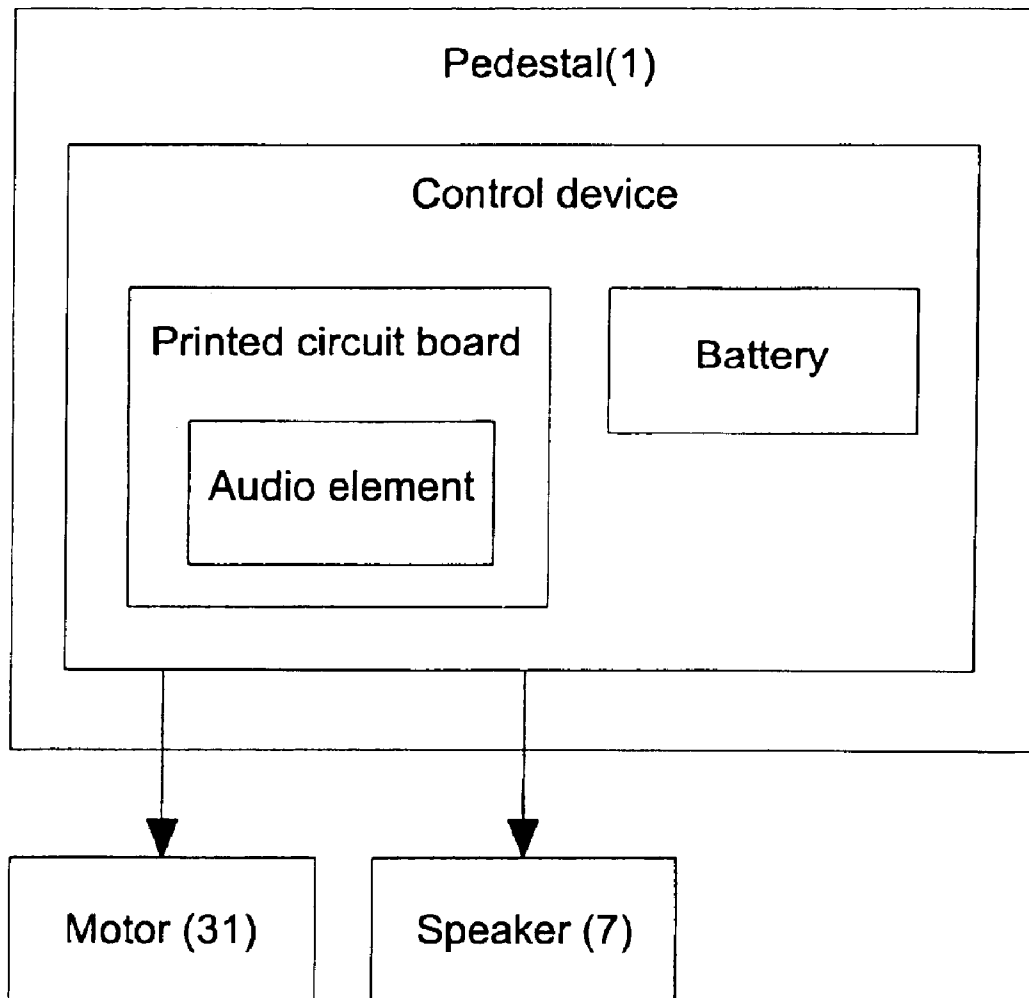 Pedestal(1)
Control device
Printed circuit board
Battery
Audio element
Motor (31)
Speaker (7)